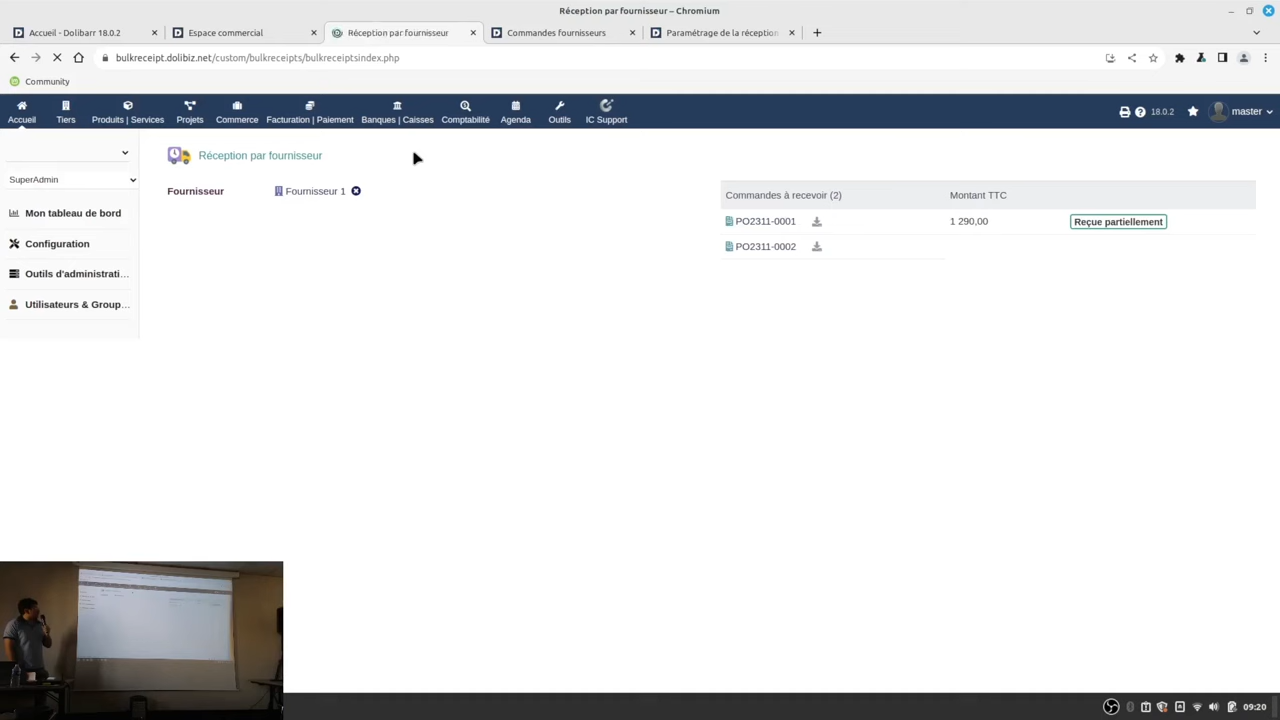 Réception par fournisseur – Chromium
Accueil - Dolibarr 18.0.2
Espace commercial
Réception par fournisseur
Commandes fournisseurs
Paramétrage de la réception
bulkreceipt.dolibiz.net/custom/bulkreceipts/bulkreceiptsindex.php
Community
Accueil
Tiers
Produits | Services
Projets
Commerce
Facturation | Paiement
Banques | Caisses
Comptabilité
Agenda
Outils
IC Support
18.0.2
master
SuperAdmin
Mon tableau de bord
Configuration
Outils d'administrati...
Utilisateurs & Group...
Réception par fournisseur
Fournisseur
Fournisseur 1
Commandes à recevoir (2)
Montant TTC
PO2311-0001
1 290,00
Reçue partiellement
PO2311-0002
09:20